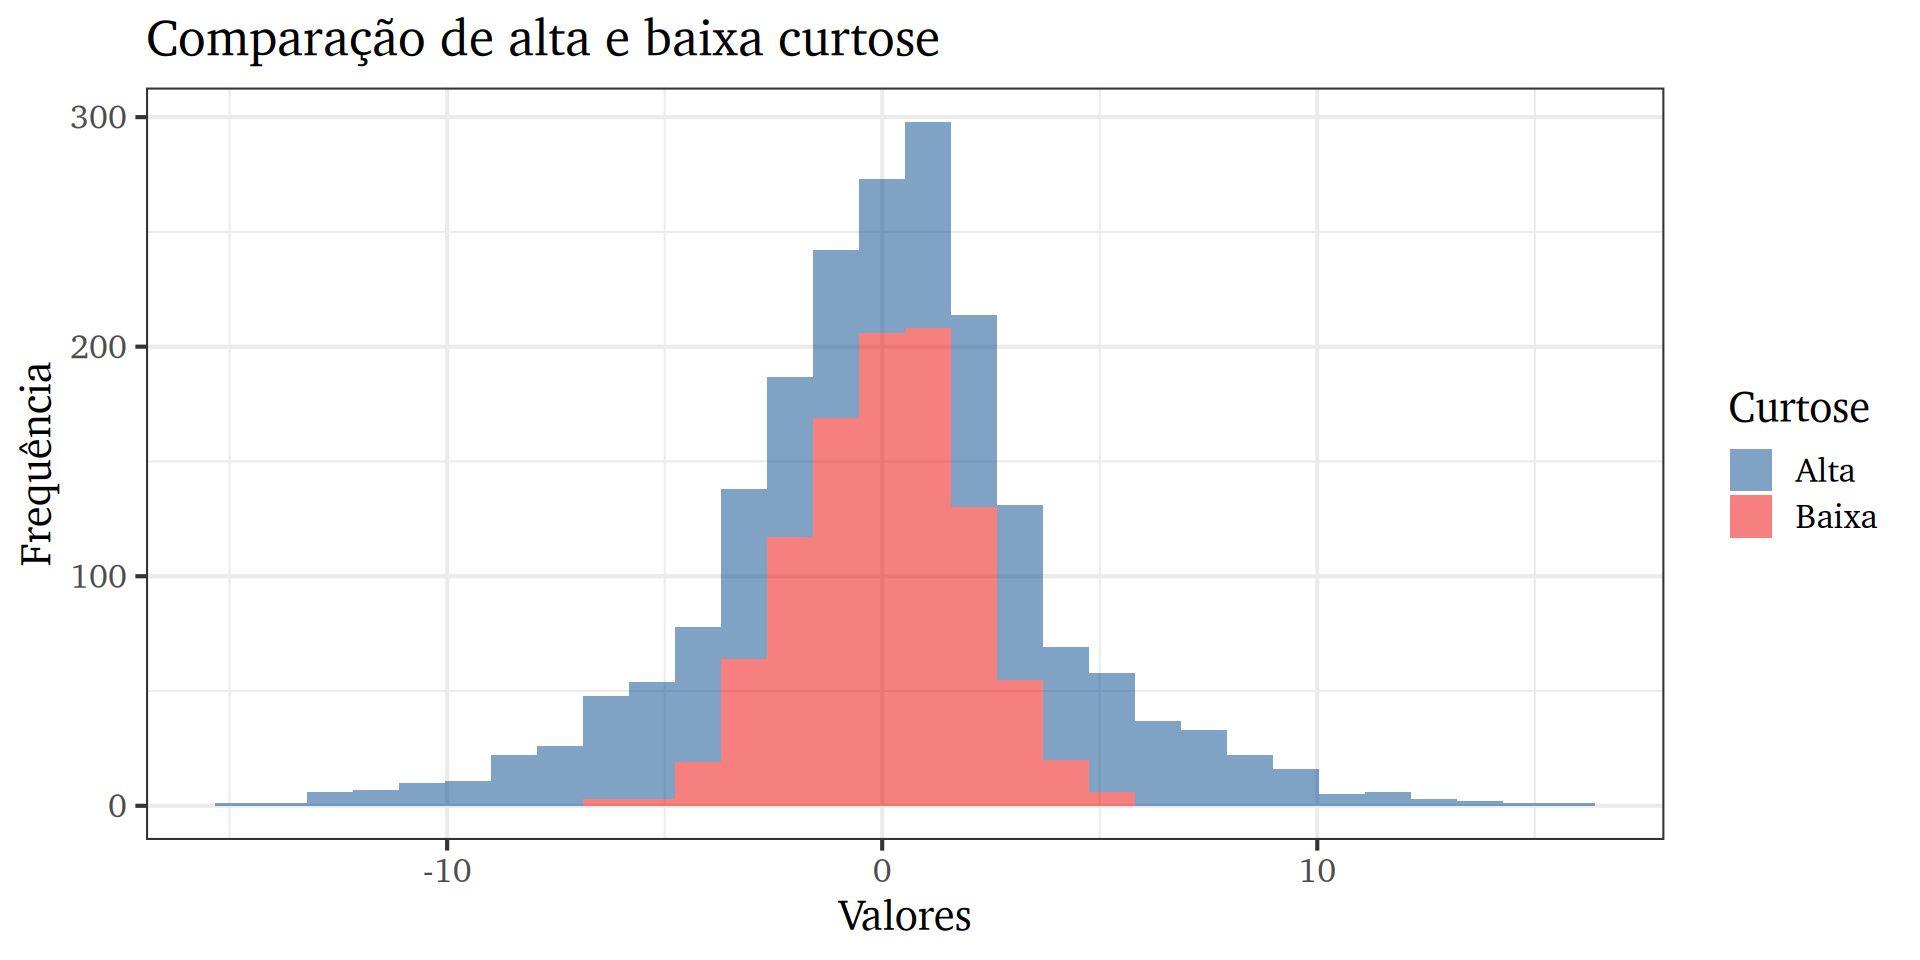 Comparação de alta e baixa curtose
300
200
100
0
Frequência
-10
0
10
Valores
Curtose
Alta
Baixa